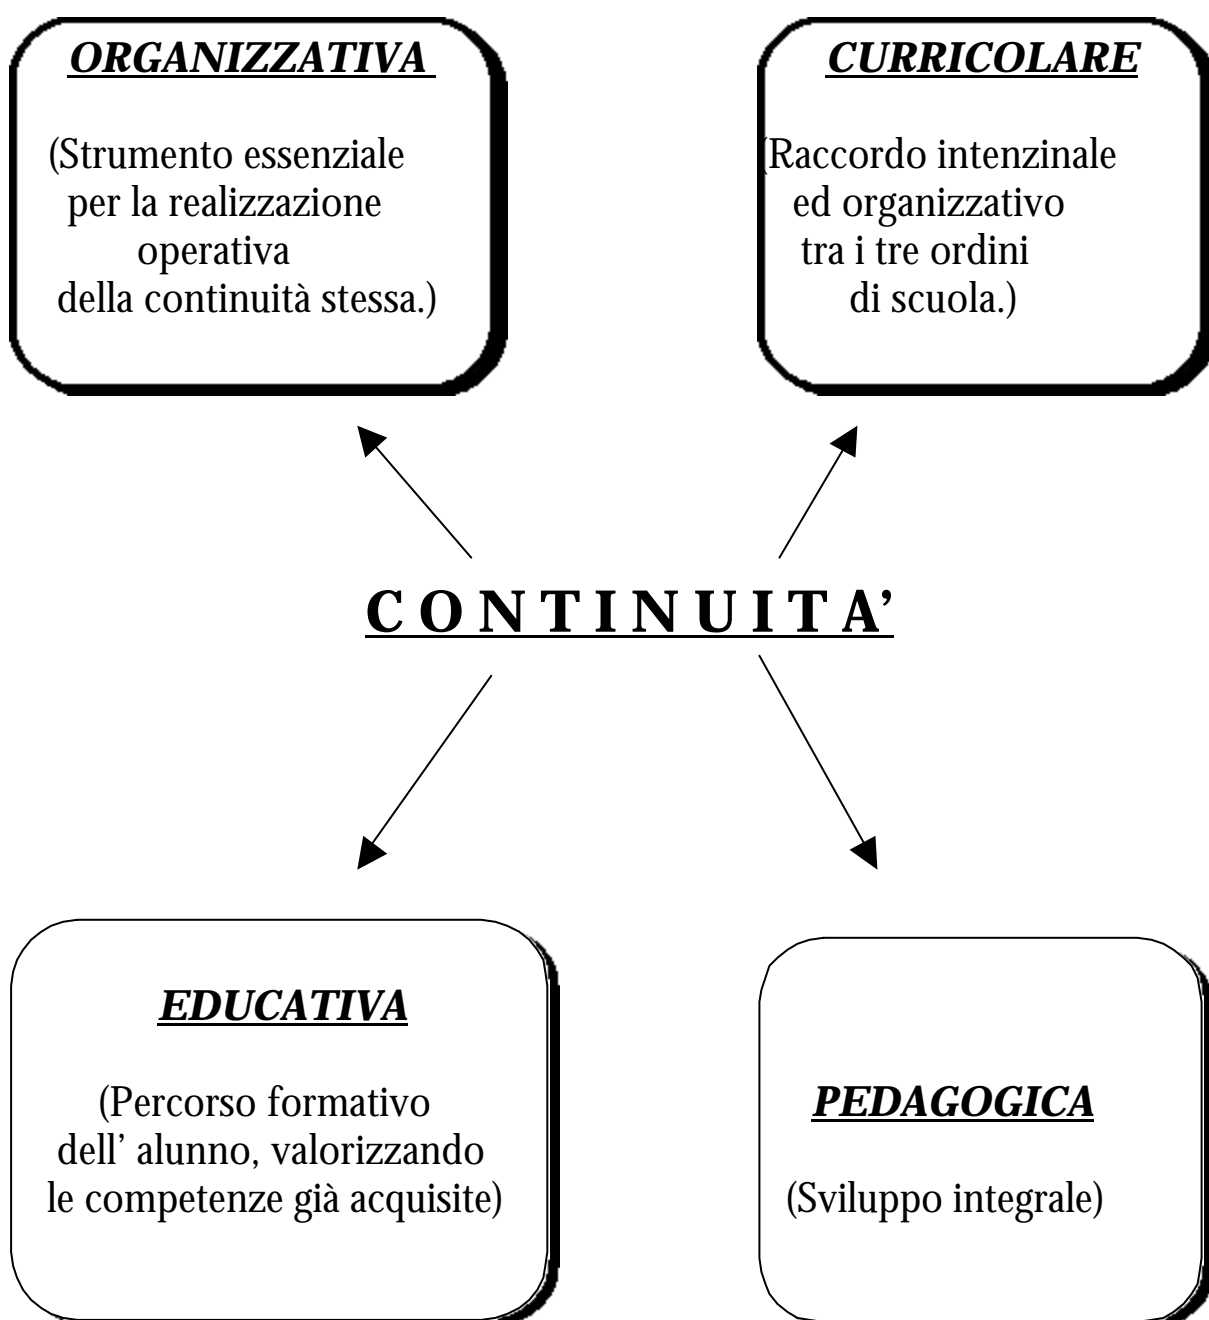 ORGANIZZATIVA
(Strumento essenziale
per la realizzazione
operativa
della continuità stessa.)
CURRICOLARE
(Raccordo intenzinale
ed organizzativo
tra i tre ordini
di scuola.)
C O N T I N U I T A’
EDUCATIVA
(Percorso formativo
dell’ alunno, valorizzando
le competenze già acquisite)
PEDAGOGICA
(Sviluppo integrale)